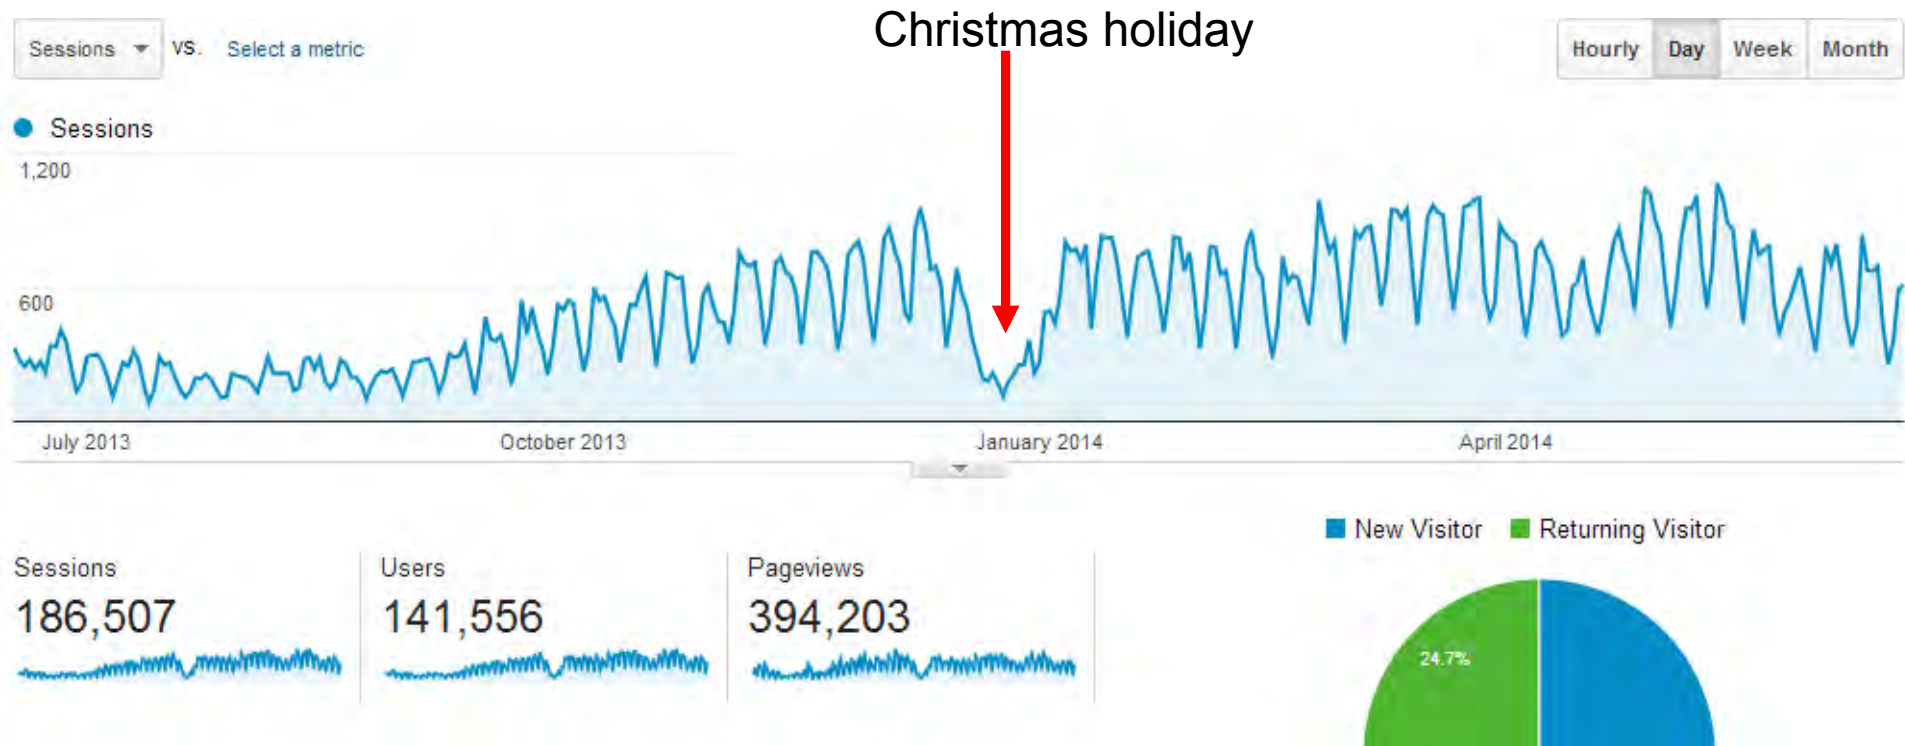 Christmas holiday
Sessions vs. Select a metric
Hourly Day Week Month
Sessions
1,200
600
July 2013 October 2013 January 2014 April 2014
New Visitor Returning Visitor
Sessions Users Pageviews
186,507 141,556 394,203
24.7%